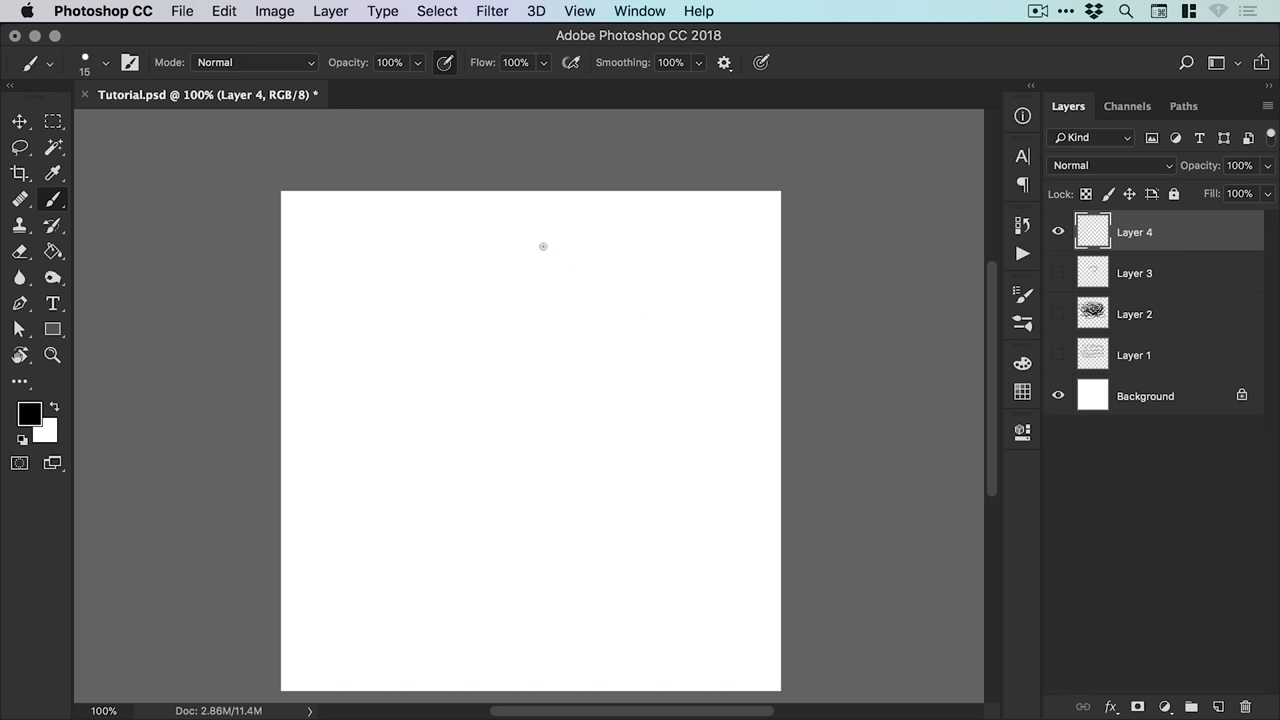 Photoshop CC File Edit Image Layer Type Select Filter 3D View Window Help
Adobe Photoshop CC 2018
15 Mode: Normal Opacity: 100% Flow: 100% Smoothing: 100%
Tutorial.psd @ 100% (Layer 4, RGB/8) *
Layers Channels Paths
Kind
Normal Opacity: 100%
Lock: Fill: 100%
Layer 4
Layer 3
Layer 2
Layer 1
Background
100% Doc: 2.86M/11.4M